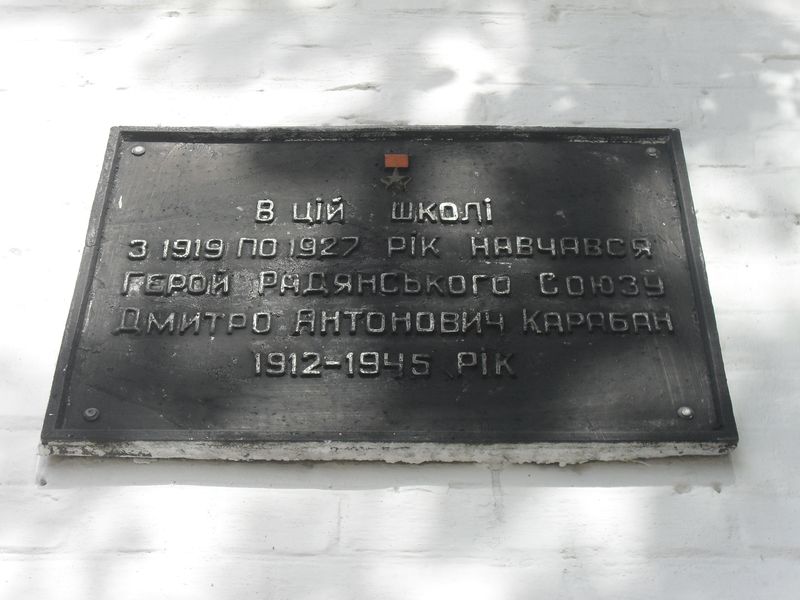 В цій школі
з 1919 по 1927 рік навчався
Герой Радянського Союзу
Дмитро Антонович Карабан
1912-1945 рік